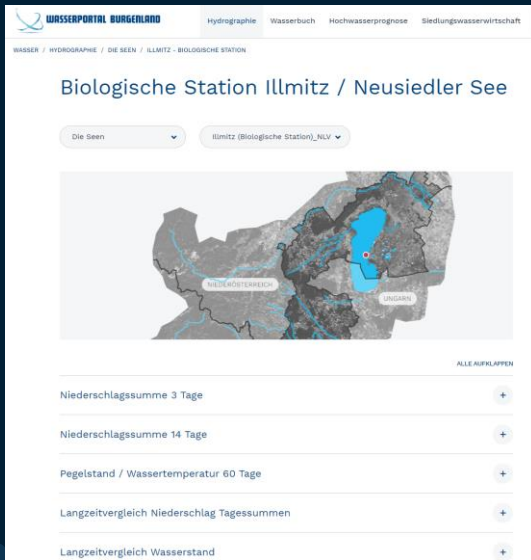 WASSERPORTAL BURGENLAND
Hydrographie Wasserbuch Hochwasserprognose Siedlungswasserwirtschaft
WASSER / HYDROGRAPHIE / DIE SEEN / ILLMITZ - BIOLOGISCHE STATION
Biologische Station Illmitz / Neusiedler See
Die Seen Illmitz (Biologische Station)_NLV
NIEDERÖSTERREICH
UNGARN
ALLE AUFKLAPPEN
Niederschlagssumme 3 Tage +
Niederschlagssumme 14 Tage +
Pegelstand / Wassertemperatur 60 Tage +
Langzeitvergleich Niederschlag Tagessummen +
Langzeitvergleich Wasserstand +